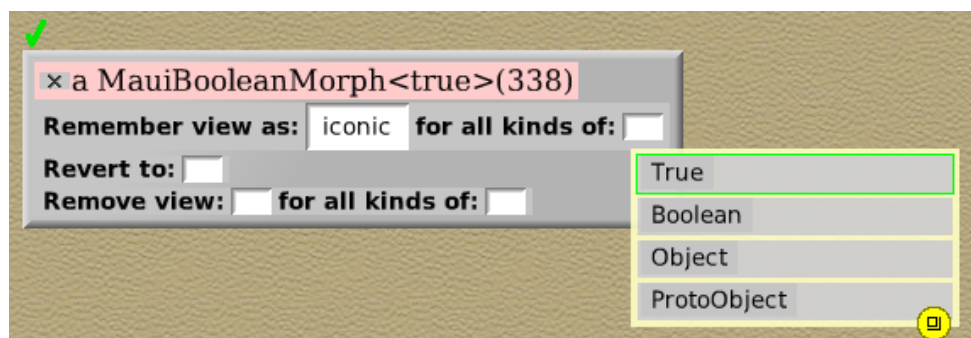 × a MauiBooleanMorph<true>(338)
Remember view as: iconic for all kinds of:
Revert to:
Remove view: for all kinds of:
True
Boolean
Object
ProtoObject